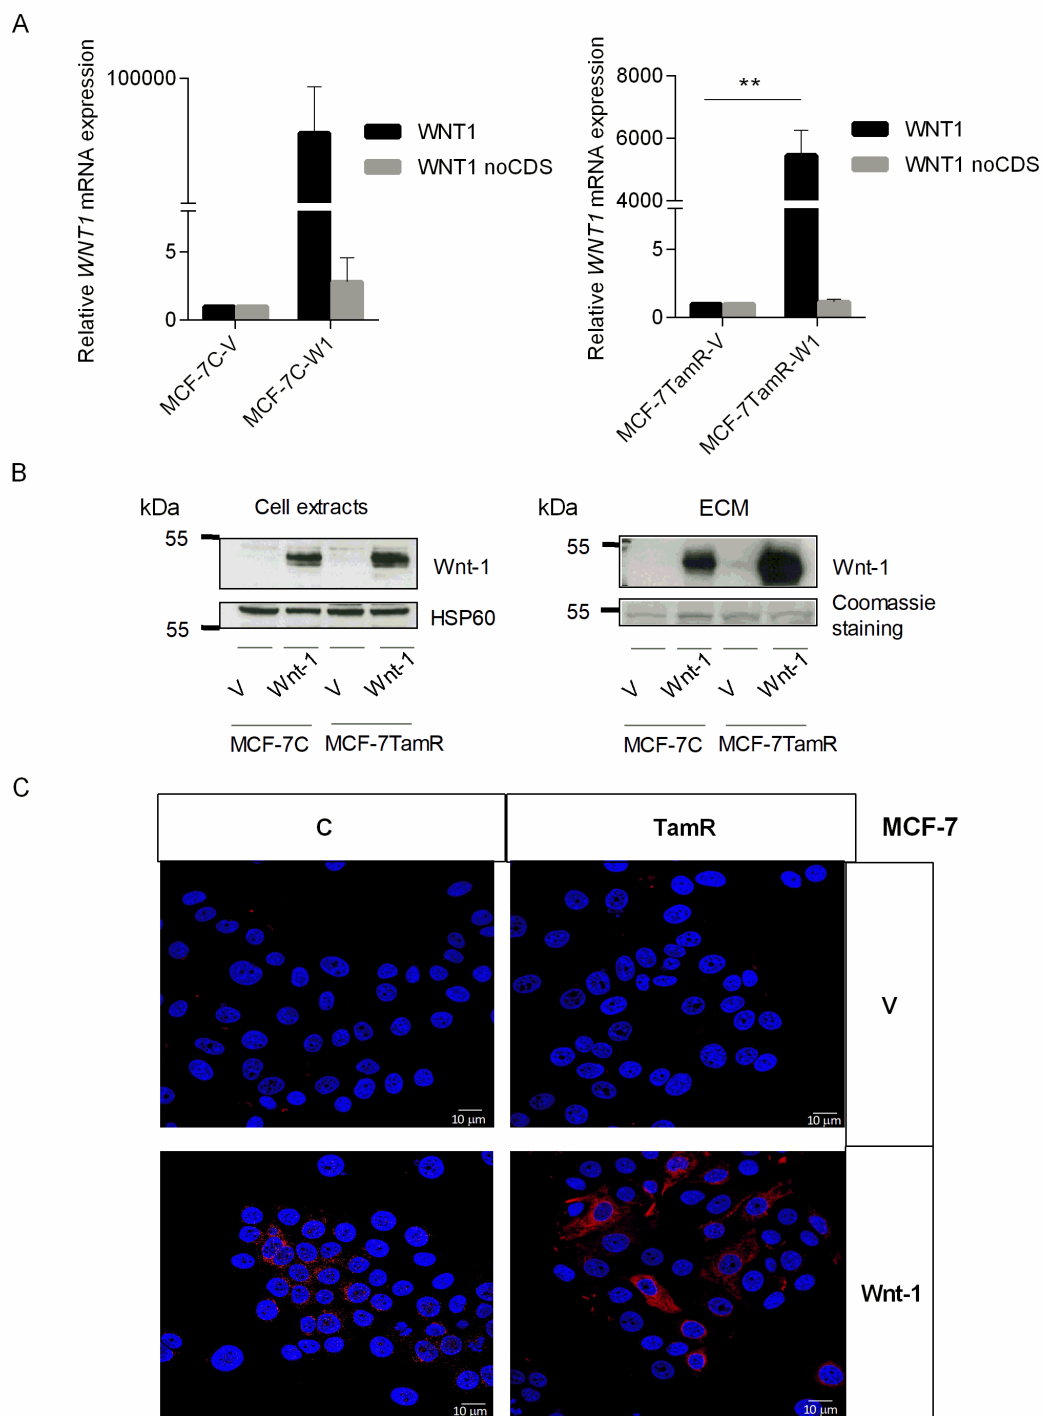 A
Relative WNT1 mRNA expression
100000
5
0
WNT1
WNT1 noCDS
MCF-7C-V
MCF-7C-W1
Relative WNT1 mRNA expression
8000
6000
4000
5
0
**
WNT1
WNT1 noCDS
MCF-7TamR-V
MCF-7TamR-W1
B
kDa
Cell extracts
55
Wnt-1
HSP60
55
V
Wnt-1
V
Wnt-1
MCF-7C
MCF-7TamR
kDa
ECM
55
Wnt-1
55
Coomassie
staining
V
Wnt-1
V
Wnt-1
MCF-7C
MCF-7TamR
C
C
TamR
MCF-7
V
10 µm
10 µm
Wnt-1
10 µm
10 µm